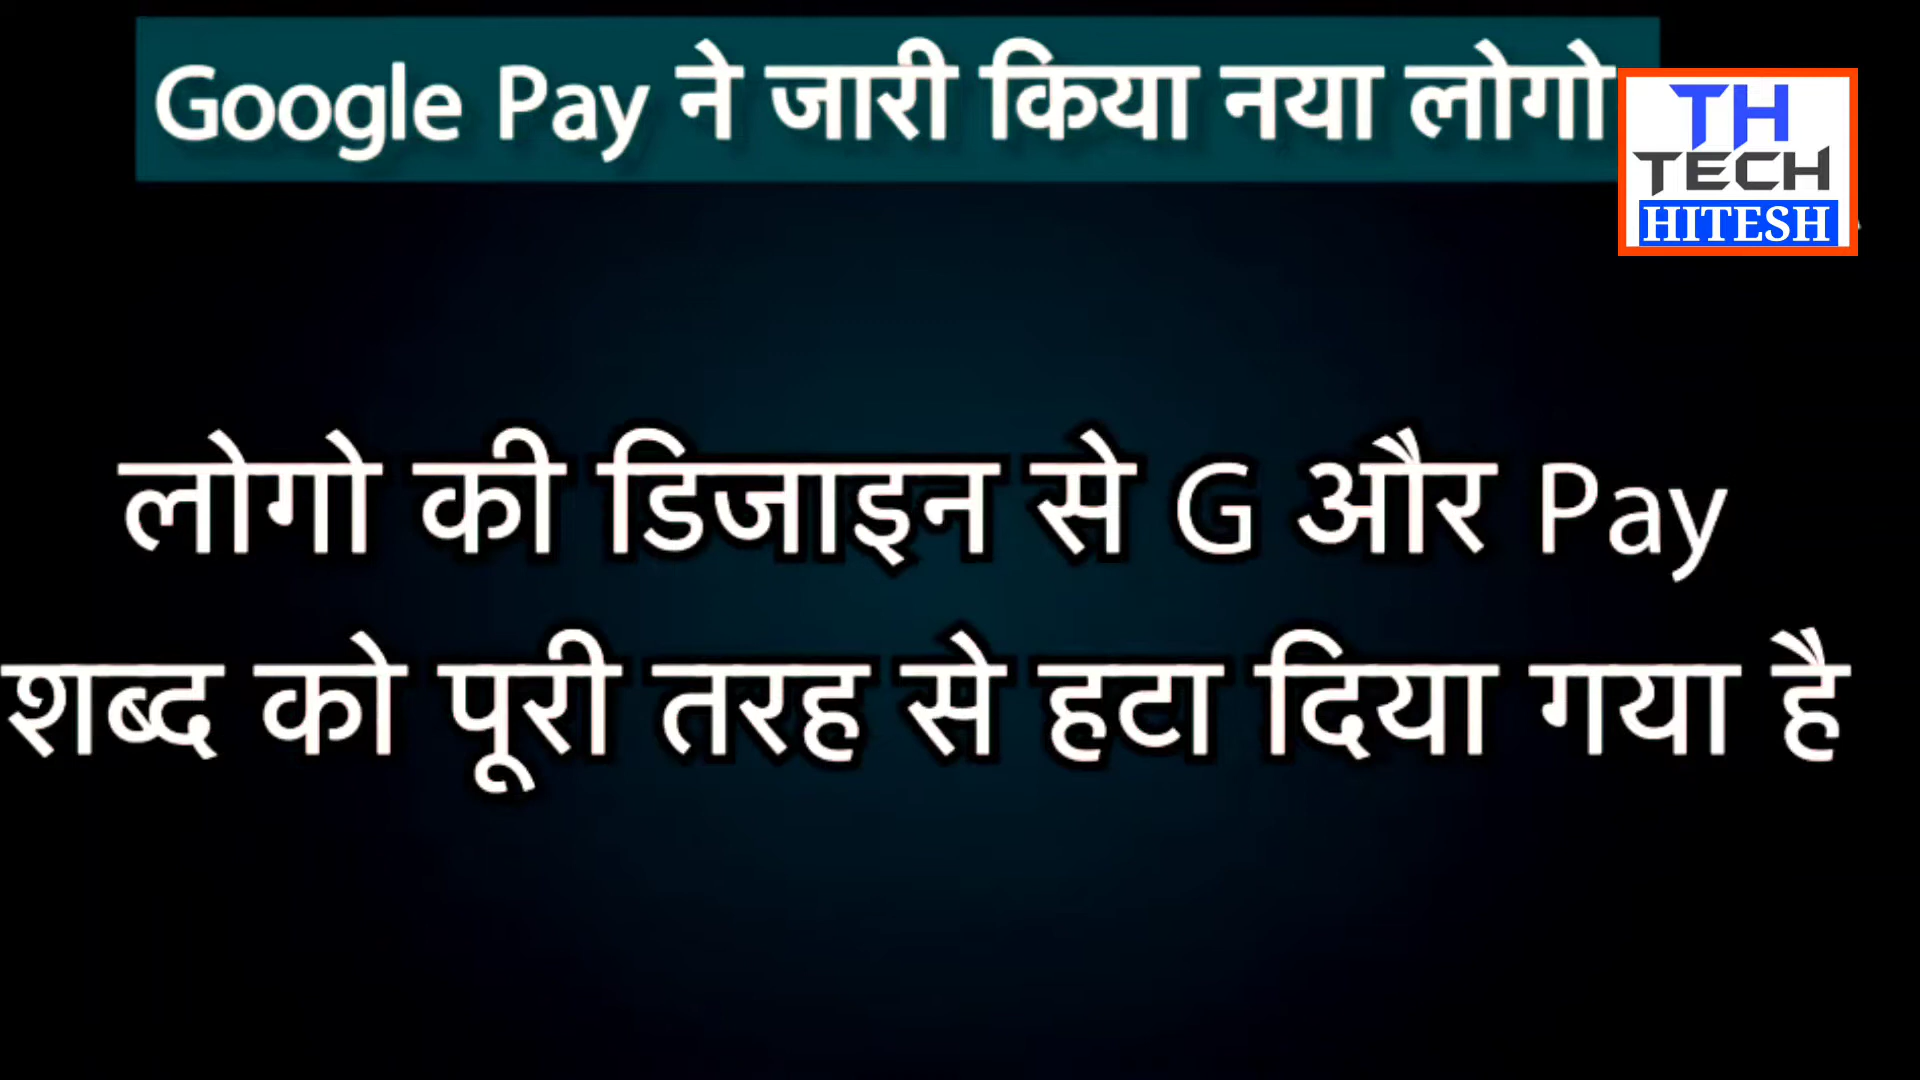 Google Pay ने जारी किया नया लोगो
TH
TECH
HITESH
लोगो की डिजाइन से G और Pay
शब्द को पूरी तरह से हटा दिया गया है